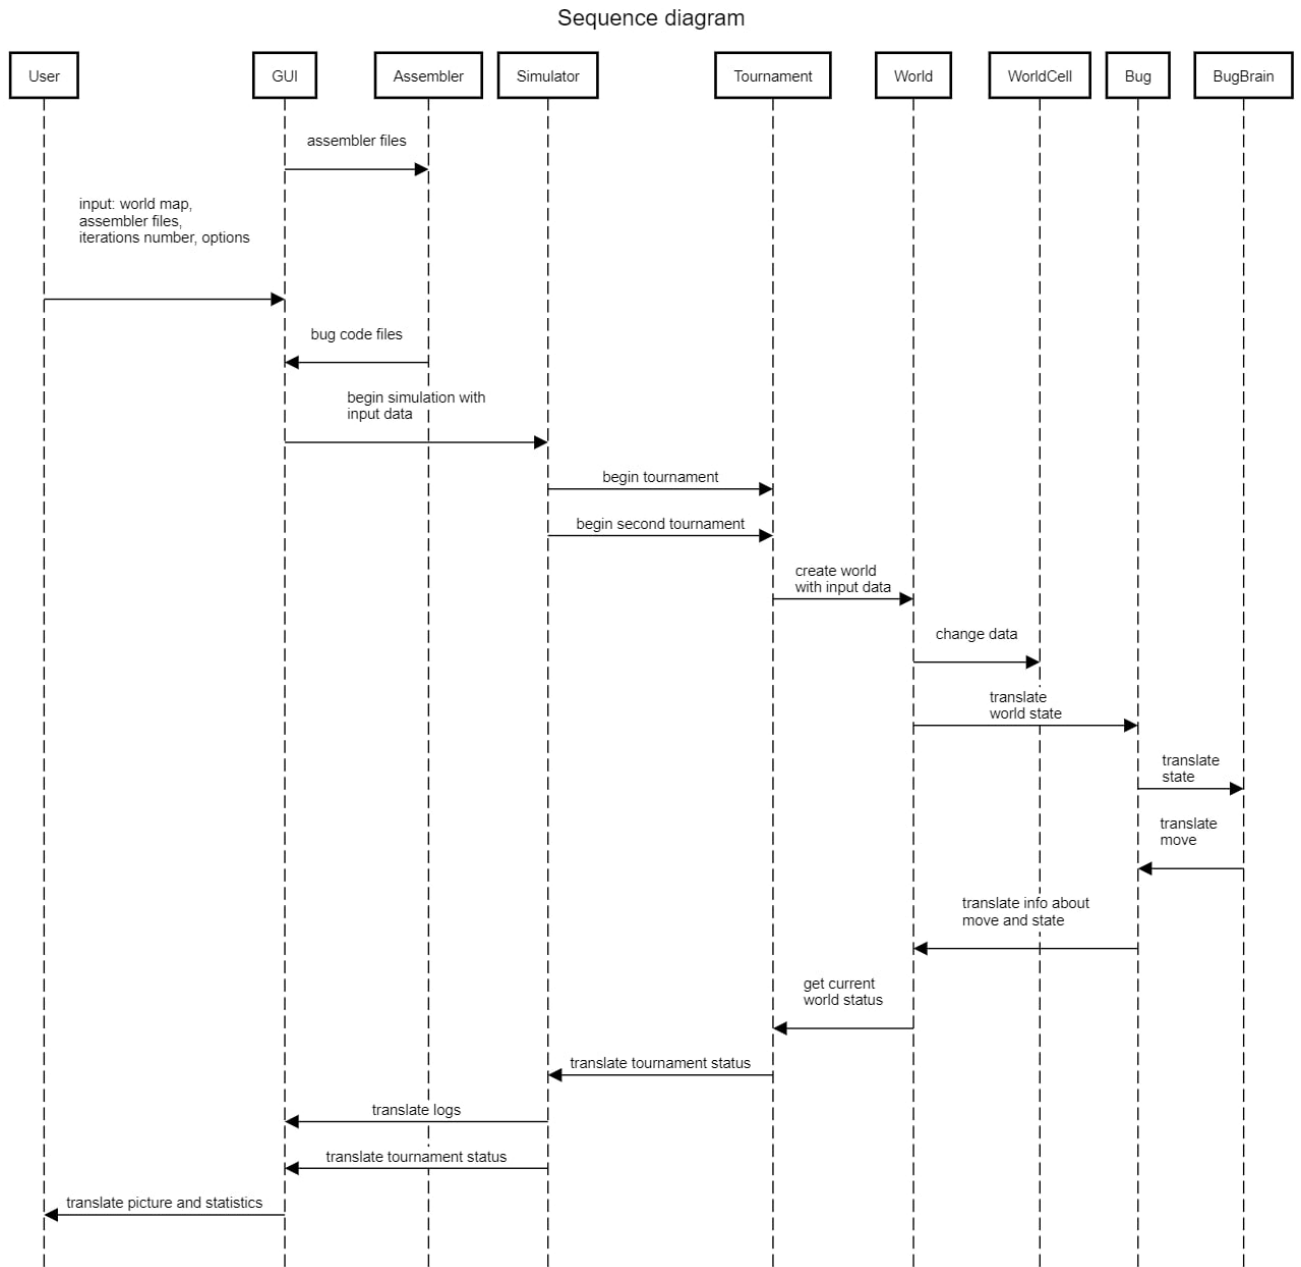 Sequence diagram
User
GUI
Assembler
Simulator
Tournament
World
WorldCell
Bug
BugBrain
assembler files
input: world map,
assembler files,
iterations number, options
bug code files
begin simulation with
input data
begin tournament
begin second tournament
create world
with input data
change data
translate
world state
translate
state
translate
move
translate info about
move and state
get current
world status
translate tournament status
translate logs
translate tournament status
translate picture and statistics